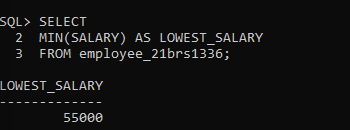 SQL> SELECT
  2  MIN(SALARY) AS LOWEST_SALARY
  3  FROM employee_21brs1336;
LOWEST_SALARY
-------------
        55000